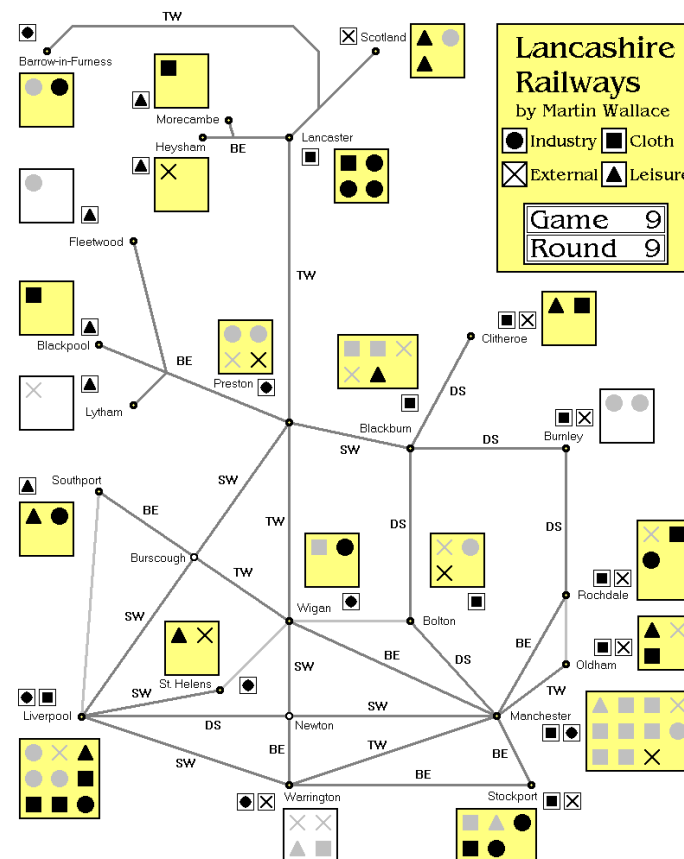 TW
Scotland
Lancashire
Railways
by Martin Wallace
Industry Cloth
External Leisure
Game 9
Round 9
Barrow-in-Furness
Morecambe
Heysham
BE
Lancaster
TW
Fleetwood
Blackpool
BE
Preston
Lytham
Clitheroe
DS
Blackburn
SW
DS
Burnley
Southport
BE
SW
TW
DS
DS
Burscough
TW
Wigan
Bolton
Rochdale
SW
St. Helens
SW
BE
DS
BE
Oldham
TW
SW
Liverpool
DS
Newton
SW
Manchester
SW
BE
TW
BE
Warrington
BE
Stockport